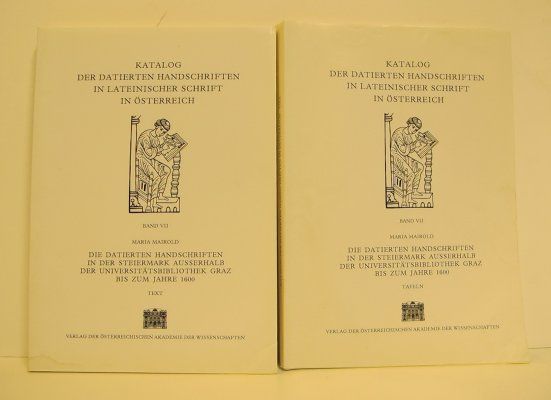 KATALOG
DER DATIERTEN HANDSCHRIFTEN
IN LATEINISCHER SCHRIFT
IN ÖSTERREICH
BAND VII
MARIA MAIROLD
DIE DATIERTEN HANDSCHRIFTEN
IN DER STEIERMARK AUSSERHALB
DER UNIVERSITÄTSBIBLIOTHEK GRAZ
BIS ZUM JAHRE 1600
TEXT
VERLAG DER ÖSTERREICHISCHEN AKADEMIE DER WISSENSCHAFTEN
KATALOG
DER DATIERTEN HANDSCHRIFTEN
IN LATEINISCHER SCHRIFT
IN ÖSTERREICH
BAND VII
MARIA MAIROLD
DIE DATIERTEN HANDSCHRIFTEN
IN DER STEIERMARK AUSSERHALB
DER UNIVERSITÄTSBIBLIOTHEK GRAZ
BIS ZUM JAHRE 1600
TAFELN
VERLAG DER ÖSTERREICHISCHEN AKADEMIE DER WISSENSCHAFTEN